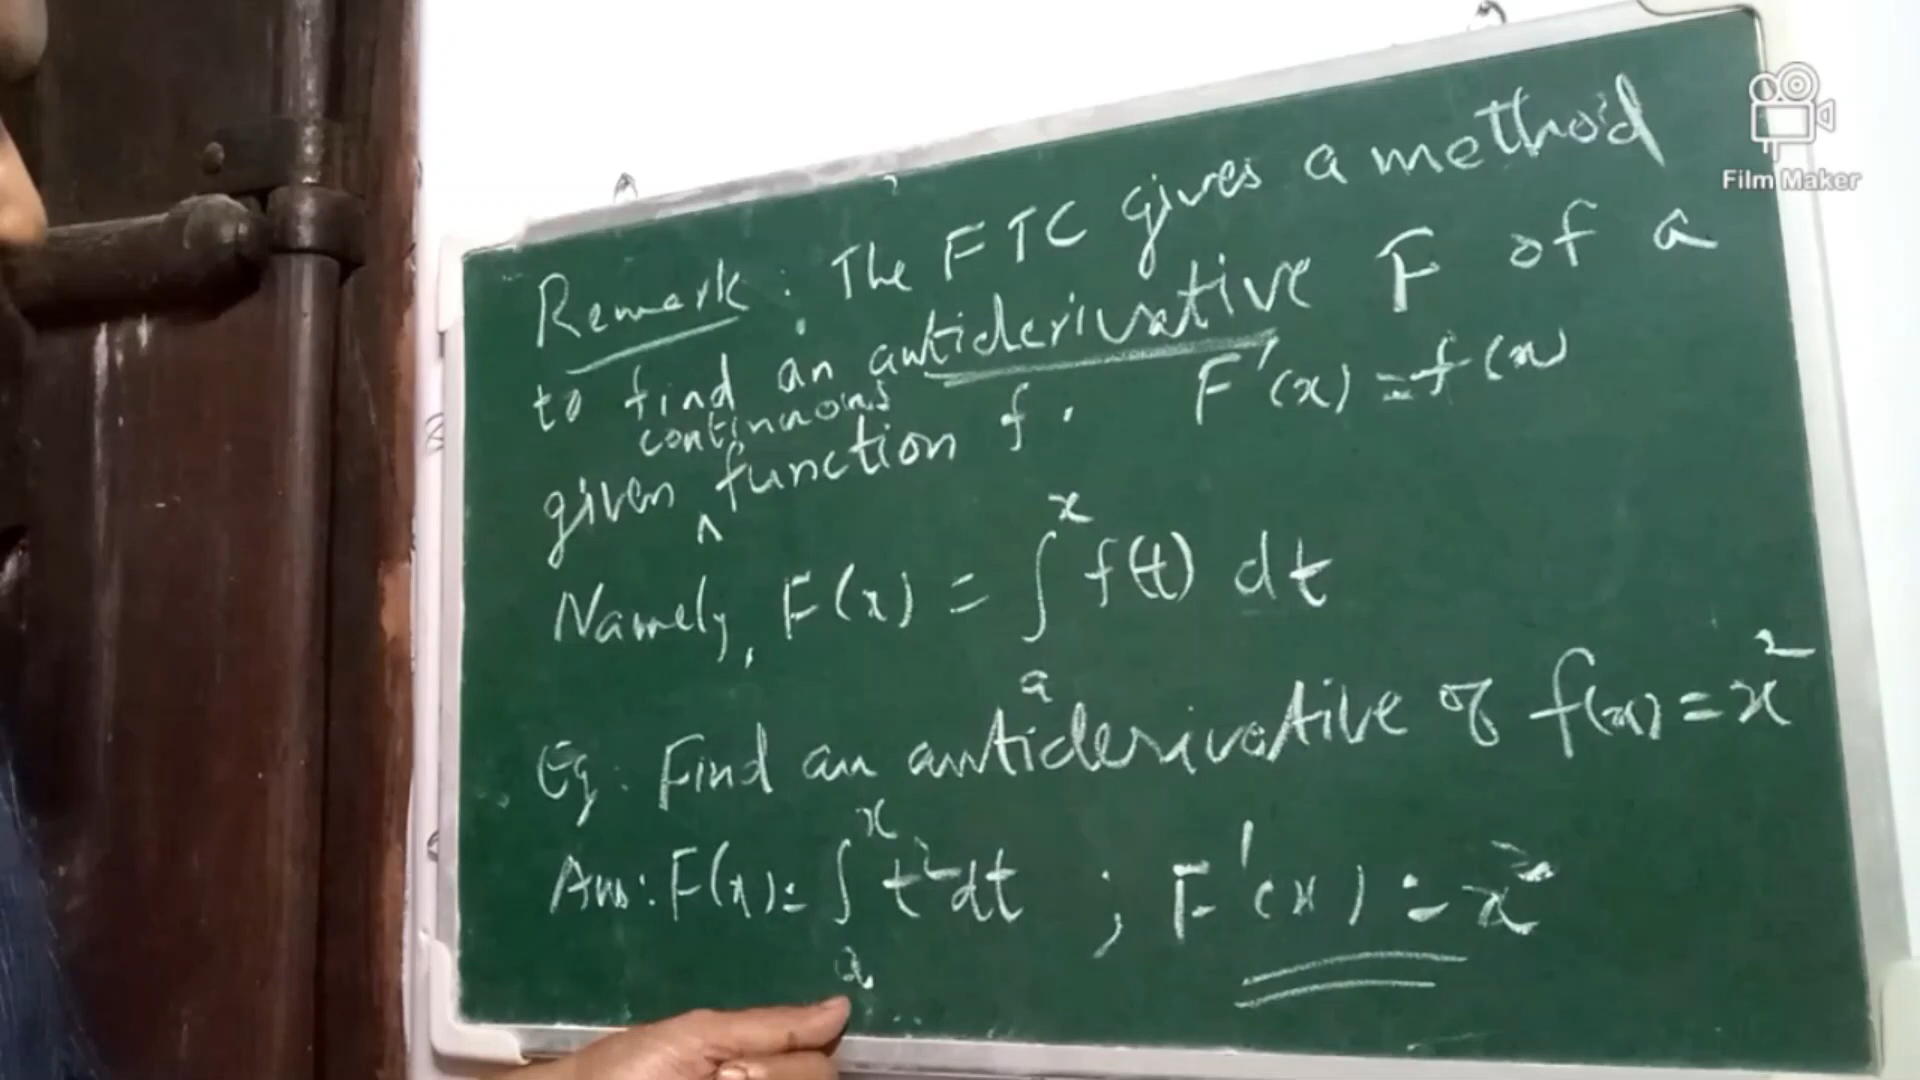 Remark: The FTC gives a method
to find an antiderivative F of a
continuous
given ^ function f. F'(x) = f(x)
Namely, F(x) = ∫ₐˣ f(t) dt
Eg: Find an antiderivative of f(x) = x²
Ans: F(x) = ∫ₐˣ t² dt ; F'(x) = x²
Film Maker